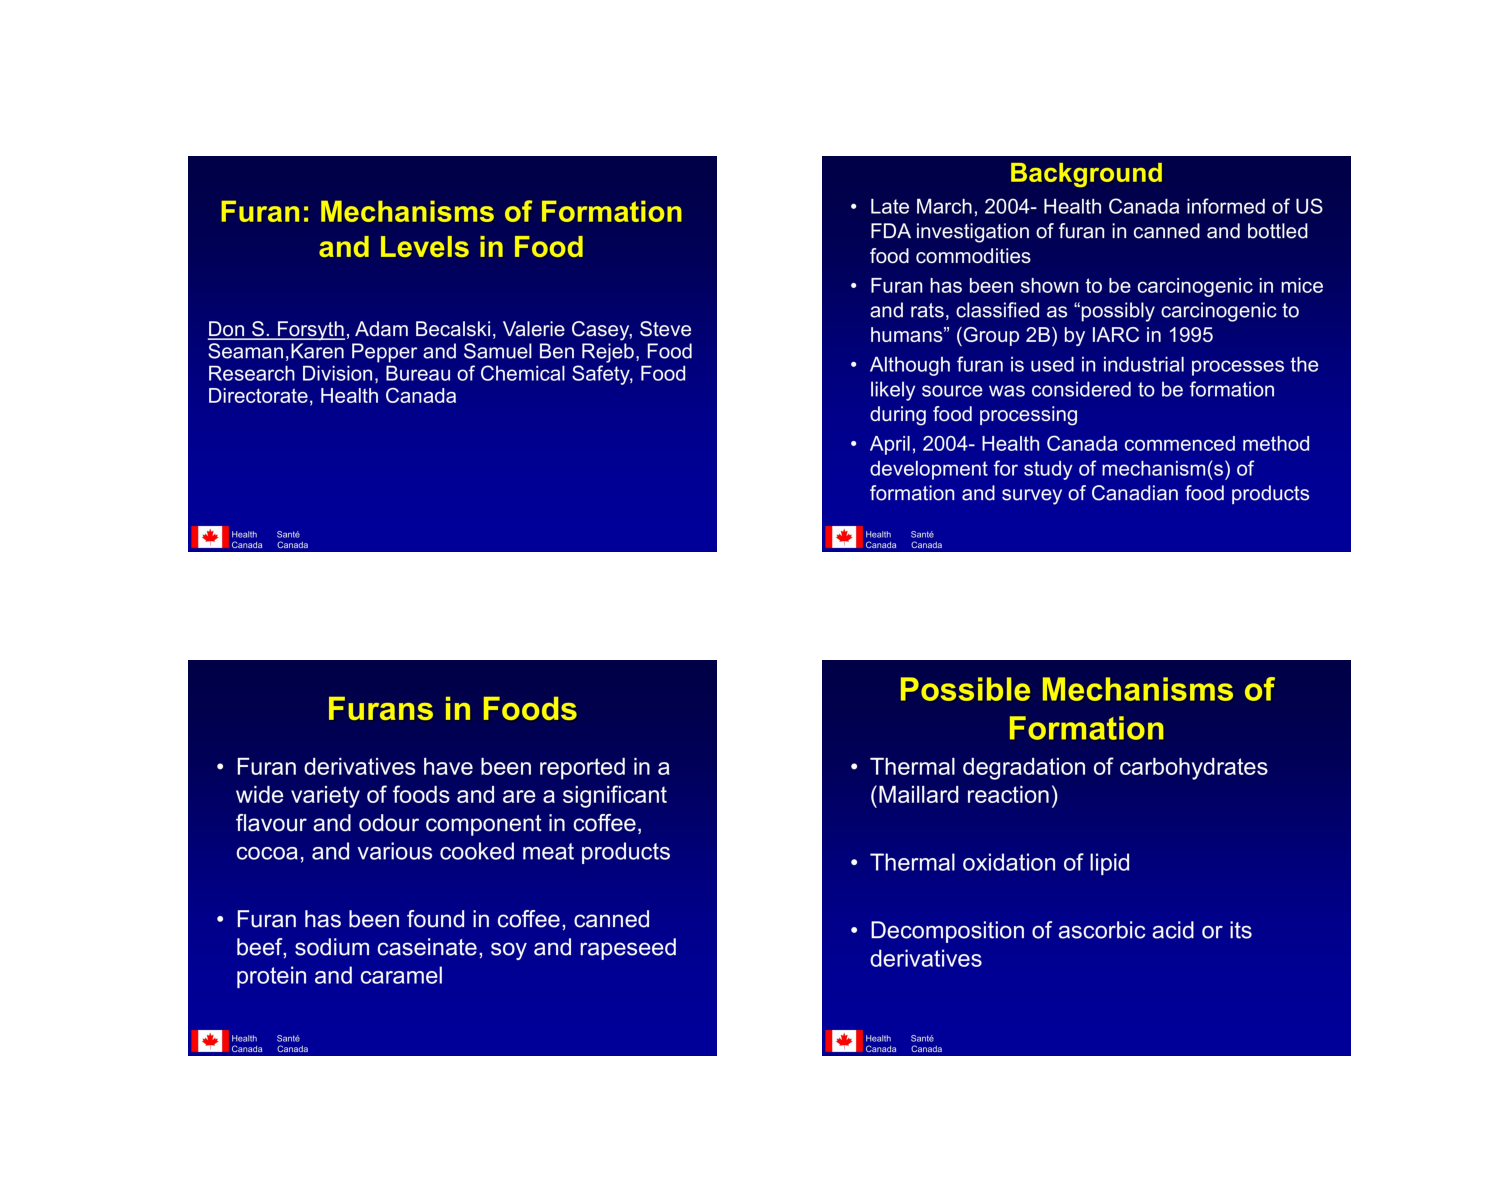 Furan: Mechanisms of Formation
and Levels in Food
Don S. Forsyth, Adam Becalski, Valerie Casey, Steve
Seaman,Karen Pepper and Samuel Ben Rejeb, Food
Research Division, Bureau of Chemical Safety, Food
Directorate, Health Canada
Health Santé
Canada Canada
Background
• Late March, 2004- Health Canada informed of US
FDA investigation of furan in canned and bottled
food commodities
• Furan has been shown to be carcinogenic in mice
and rats, classified as “possibly carcinogenic to
humans” (Group 2B) by IARC in 1995
• Although furan is used in industrial processes the
likely source was considered to be formation
during food processing
• April, 2004- Health Canada commenced method
development for study of mechanism(s) of
formation and survey of Canadian food products
Health Santé
Canada Canada
Furans in Foods
• Furan derivatives have been reported in a
wide variety of foods and are a significant
flavour and odour component in coffee,
cocoa, and various cooked meat products
• Furan has been found in coffee, canned
beef, sodium caseinate, soy and rapeseed
protein and caramel
Health Santé
Canada Canada
Possible Mechanisms of
Formation
• Thermal degradation of carbohydrates
(Maillard reaction)
• Thermal oxidation of lipid
• Decomposition of ascorbic acid or its
derivatives
Health Santé
Canada Canada